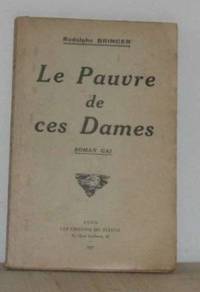 Rodolphe BRINGER
Le Pauvre
de
ces Dames
ROMAN GAI
PARIS